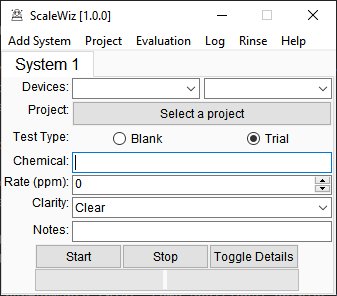 ScaleWiz [1.0.0]
Add System Project Evaluation Log Rinse Help
System 1
Devices:
Project: Select a project
Test Type: Blank Trial
Chemical:
Rate (ppm): 0
Clarity: Clear
Notes:
Start Stop Toggle Details